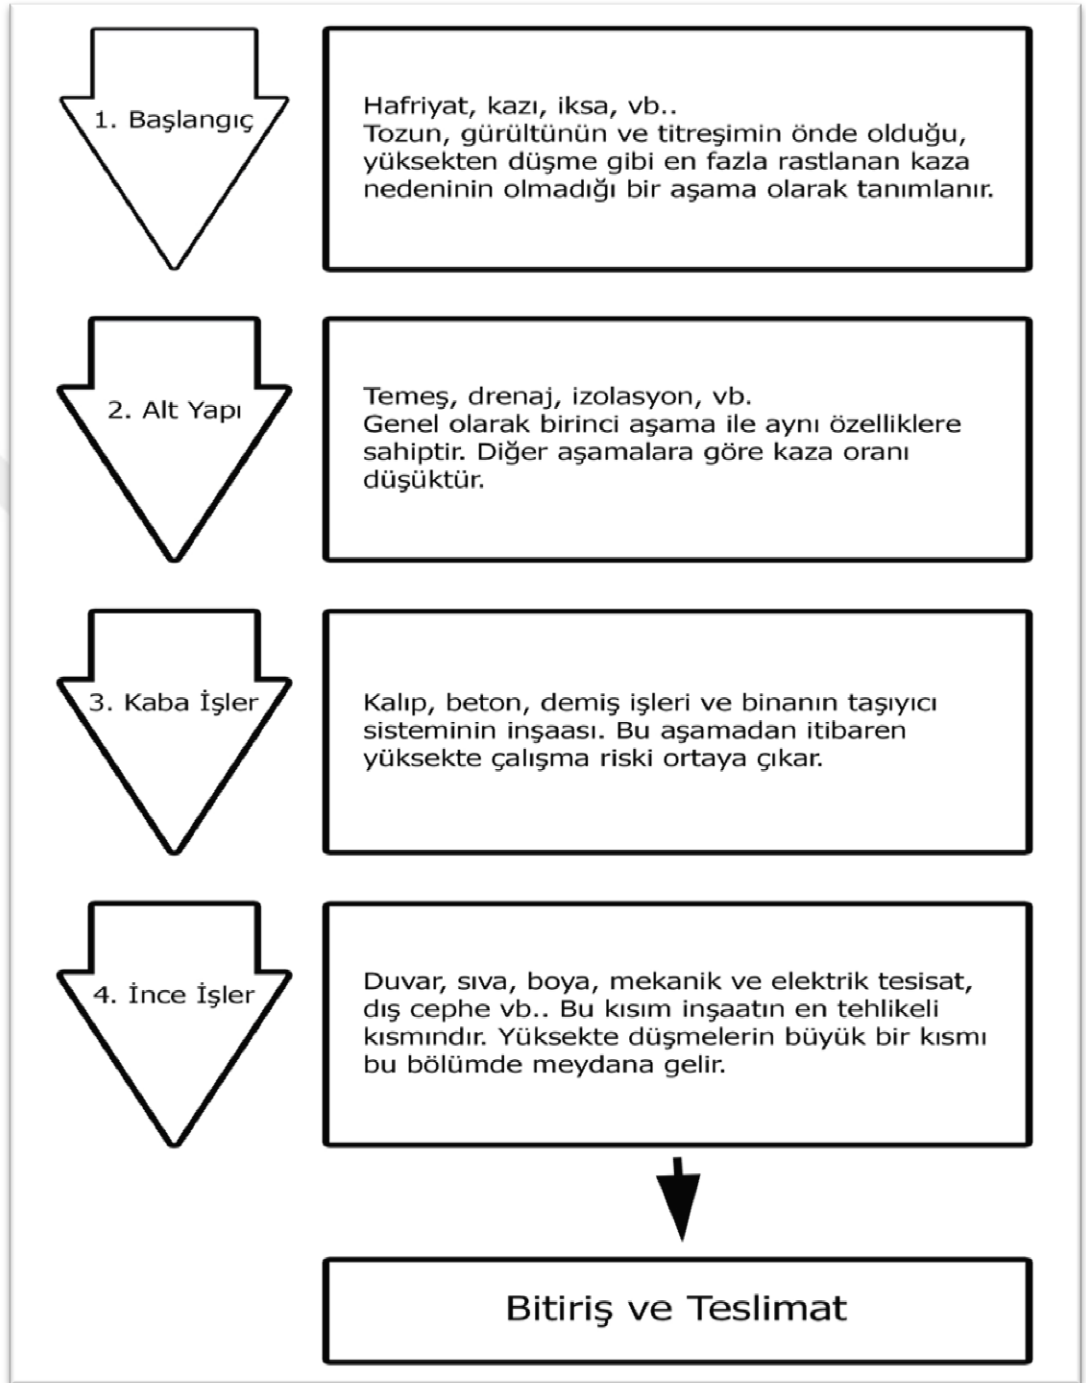 1. Başlangıç
Hafriyat, kazı, iksa, vb..
Tozun, gürültünün ve titreşimin önde olduğu,
yüksekten düşme gibi en fazla rastlanan kaza
nedeninin olmadığı bir aşama olarak tanımlanır.
2. Alt Yapı
Temeş, drenaj, izolasyon, vb.
Genel olarak birinci aşama ile aynı özelliklere
sahiptir. Diğer aşamalara göre kaza oranı
düşüktür.
3. Kaba İşler
Kalıp, beton, demiş işleri ve binanın taşıyıcı
sisteminin inşaası. Bu aşamadan itibaren
yüksekte çalışma riski ortaya çıkar.
4. İnce İşler
Duvar, sıva, boya, mekanik ve elektrik tesisat,
dış cephe vb.. Bu kısım inşaatın en tehlikeli
kısmındır. Yüksekte düşmelerin büyük bir kısmı
bu bölümde meydana gelir.
Bitiriş ve Teslimat